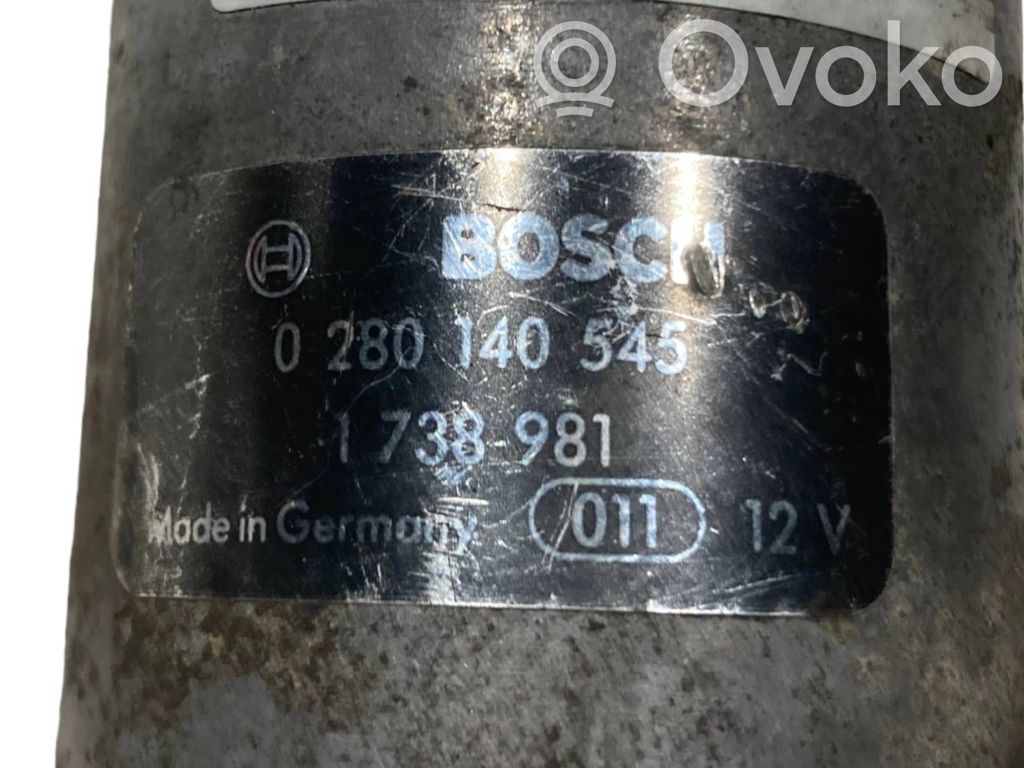 Ovoko
BOSCH
0 280 140 545
1 738 981
Made in Germany 011 12 V